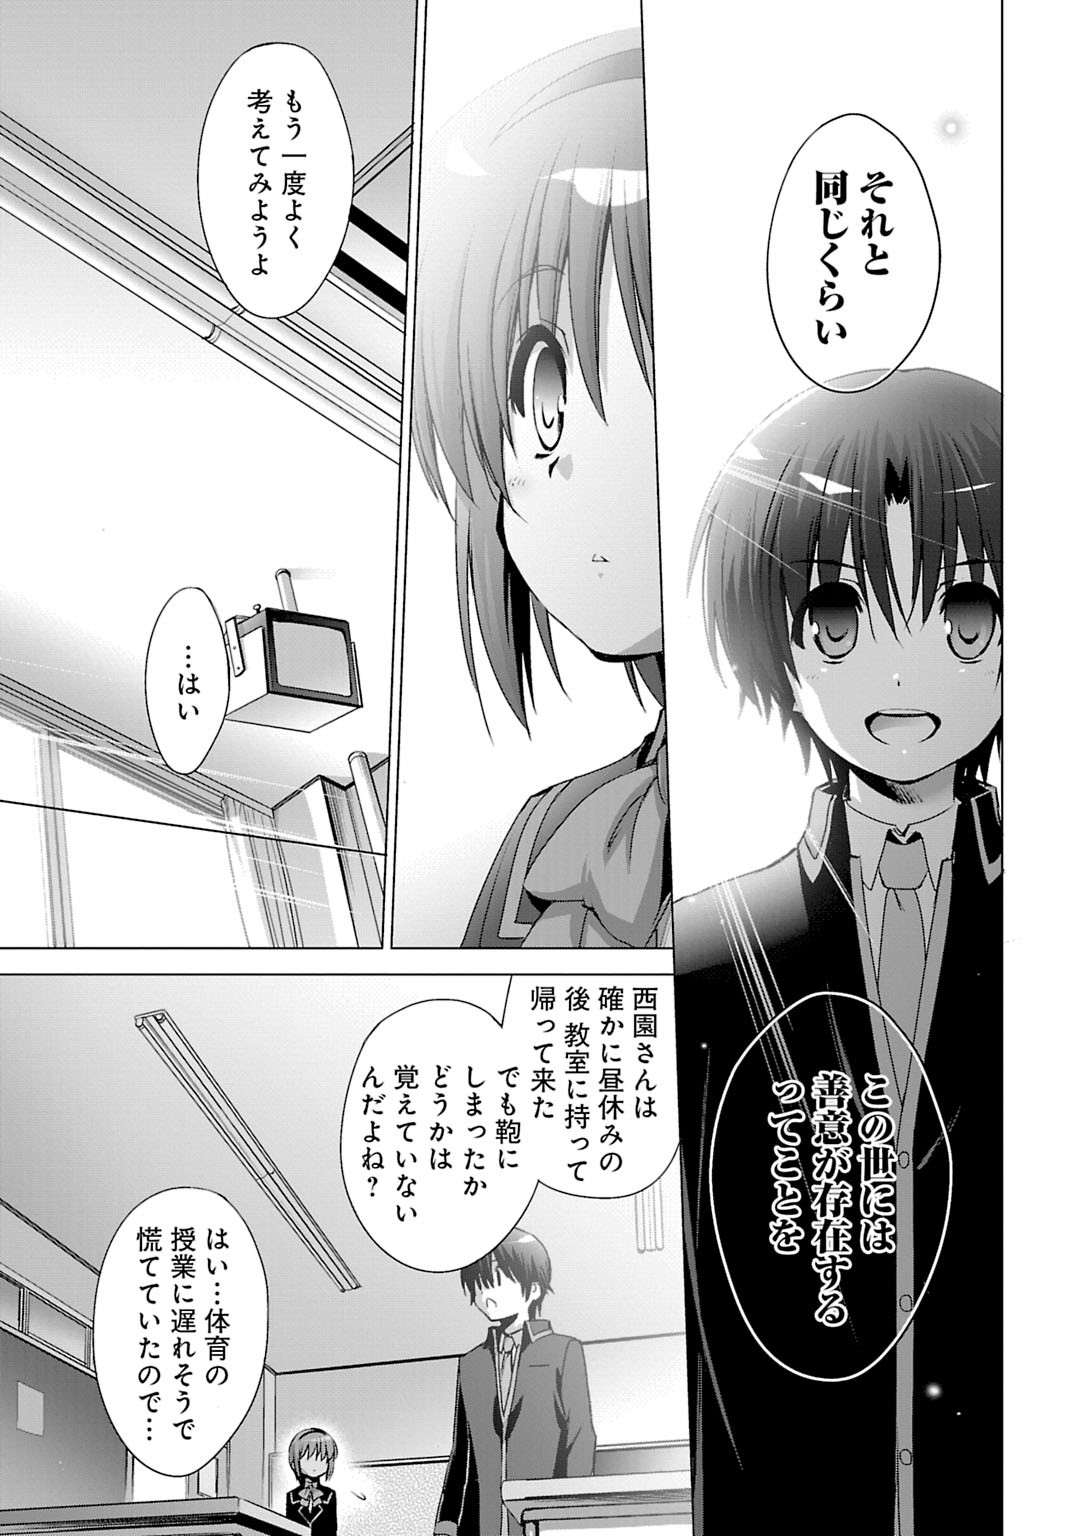 それと
同じくらい
この世には
善意が存在する
ってことを
もう一度よく
考えてみようよ
…はい
西園さんは
確かに昼休みの
後 教室に持って
帰って来た
でも鞄に
しまったか
どうかは
覚えていない
んだよね？
はい…体育の
授業に遅れそうで
慌てていたので…